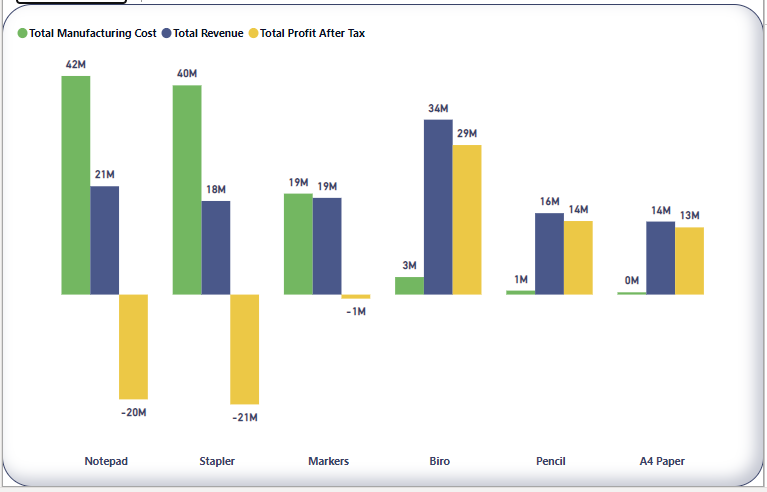 Total Manufacturing Cost Total Revenue Total Profit After Tax
42M
40M
34M
29M
21M
18M
19M 19M
16M
14M
14M
13M
3M
1M
0M
-1M
-20M
-21M
Notepad Stapler Markers Biro Pencil A4 Paper